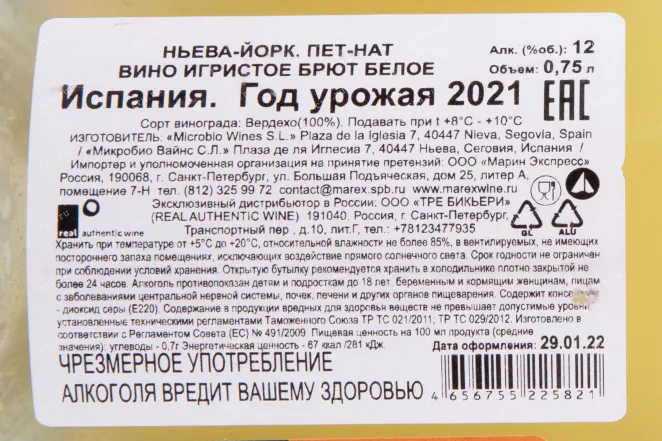 НЬЕВА-ЙОРК. ПЕТ-НАТ
Алк. (%об.): 12
ВИНО ИГРИСТОЕ БРЮТ БЕЛОЕ
Объем: 0,75 л
Испания. Год урожая 2021
EAC
Сорт винограда: Вердехо(100%). Подавать при t +8°C - +10°C
ИЗГОТОВИТЕЛЬ: «Microbio Wines S.L.» Plaza de la Iglesia 7, 40447 Nieva, Segovia, Spain
/ «Микробио Вайнс С.Л.» Плаза де ля Иглесиа 7, 40447 Ньева, Сеговия, Испания /
Импортер и уполномоченная организация на принятие претензий: ООО «Марин Экспресс»
Россия, 190068, г. Санкт-Петербург, ул. Большая Подъяческая, дом 25, литер А,
помещение 7-Н тел. (812) 325 99 72 contact@marex.spb.ru www.marexwine.ru
Эксклюзивный дистрибьютор в России: ООО «ТРЕ БИКЬЕРИ»
(REAL AUTHENTIC WINE) 191040, Россия, г. Санкт-Петербург,
Транспортный пер., д.10, лит.Г, тел.: +78123477935
real authentic wine
GL ALU
Хранить при температуре от +5°C до +20°C, относительной влажности не более 85%, в вентилируемых, не имеющих
постороннего запаха помещениях, исключающих воздействие прямого солнечного света. Срок годности не ограничен
при соблюдении условий хранения. Открытую бутылку рекомендуется хранить в холодильнике плотно закрытой не
более 24 часов. Алкоголь противопоказан детям и подросткам до 18 лет, беременным и кормящим женщинам, лицам
с заболеваниями центральной нервной системы, почек, печени и других органов пищеварения. Содержит
- диоксид серы (Е220). Содержание в продукции вредных для здоровья веществ не превышает допустимые уровни,
установленные техническими регламентами Таможенного Союза ТР ТС 021/2011, ТР ТС 029/2012. Изготовлено в
соответствии с Регламентом Совета (ЕС) № 491/2009. Пищевая ценность на 100 мл продукта (средние
значения): углеводы - 0,7г Энергетическая ценность - 67 ккал /281 кДж.
Дата оформления: 29.01.22
ЧРЕЗМЕРНОЕ УПОТРЕБЛЕНИЕ
АЛКОГОЛЯ ВРЕДИТ ВАШЕМУ ЗДОРОВЬЮ
4 656755 225821